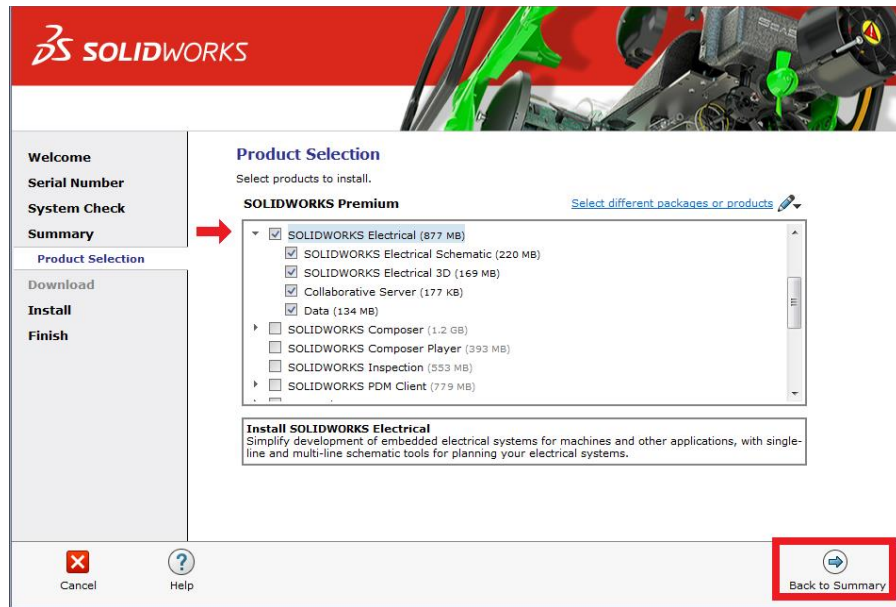 SOLIDWORKS
Welcome
Serial Number
System Check
Summary
Product Selection
Download
Install
Finish
Product Selection
Select products to install.
SOLIDWORKS Premium
Select different packages or products
SOLIDWORKS Electrical (877 MB)
SOLIDWORKS Electrical Schematic (220 MB)
SOLIDWORKS Electrical 3D (169 MB)
Collaborative Server (177 KB)
Data (134 MB)
SOLIDWORKS Composer (1.2 GB)
SOLIDWORKS Composer Player (393 MB)
SOLIDWORKS Inspection (553 MB)
SOLIDWORKS PDM Client (779 MB)
Install SOLIDWORKS Electrical
Simplify development of embedded electrical systems for machines and other applications, with single-
line and multi-line schematic tools for planning your electrical systems.
Cancel
Help
Back to Summary